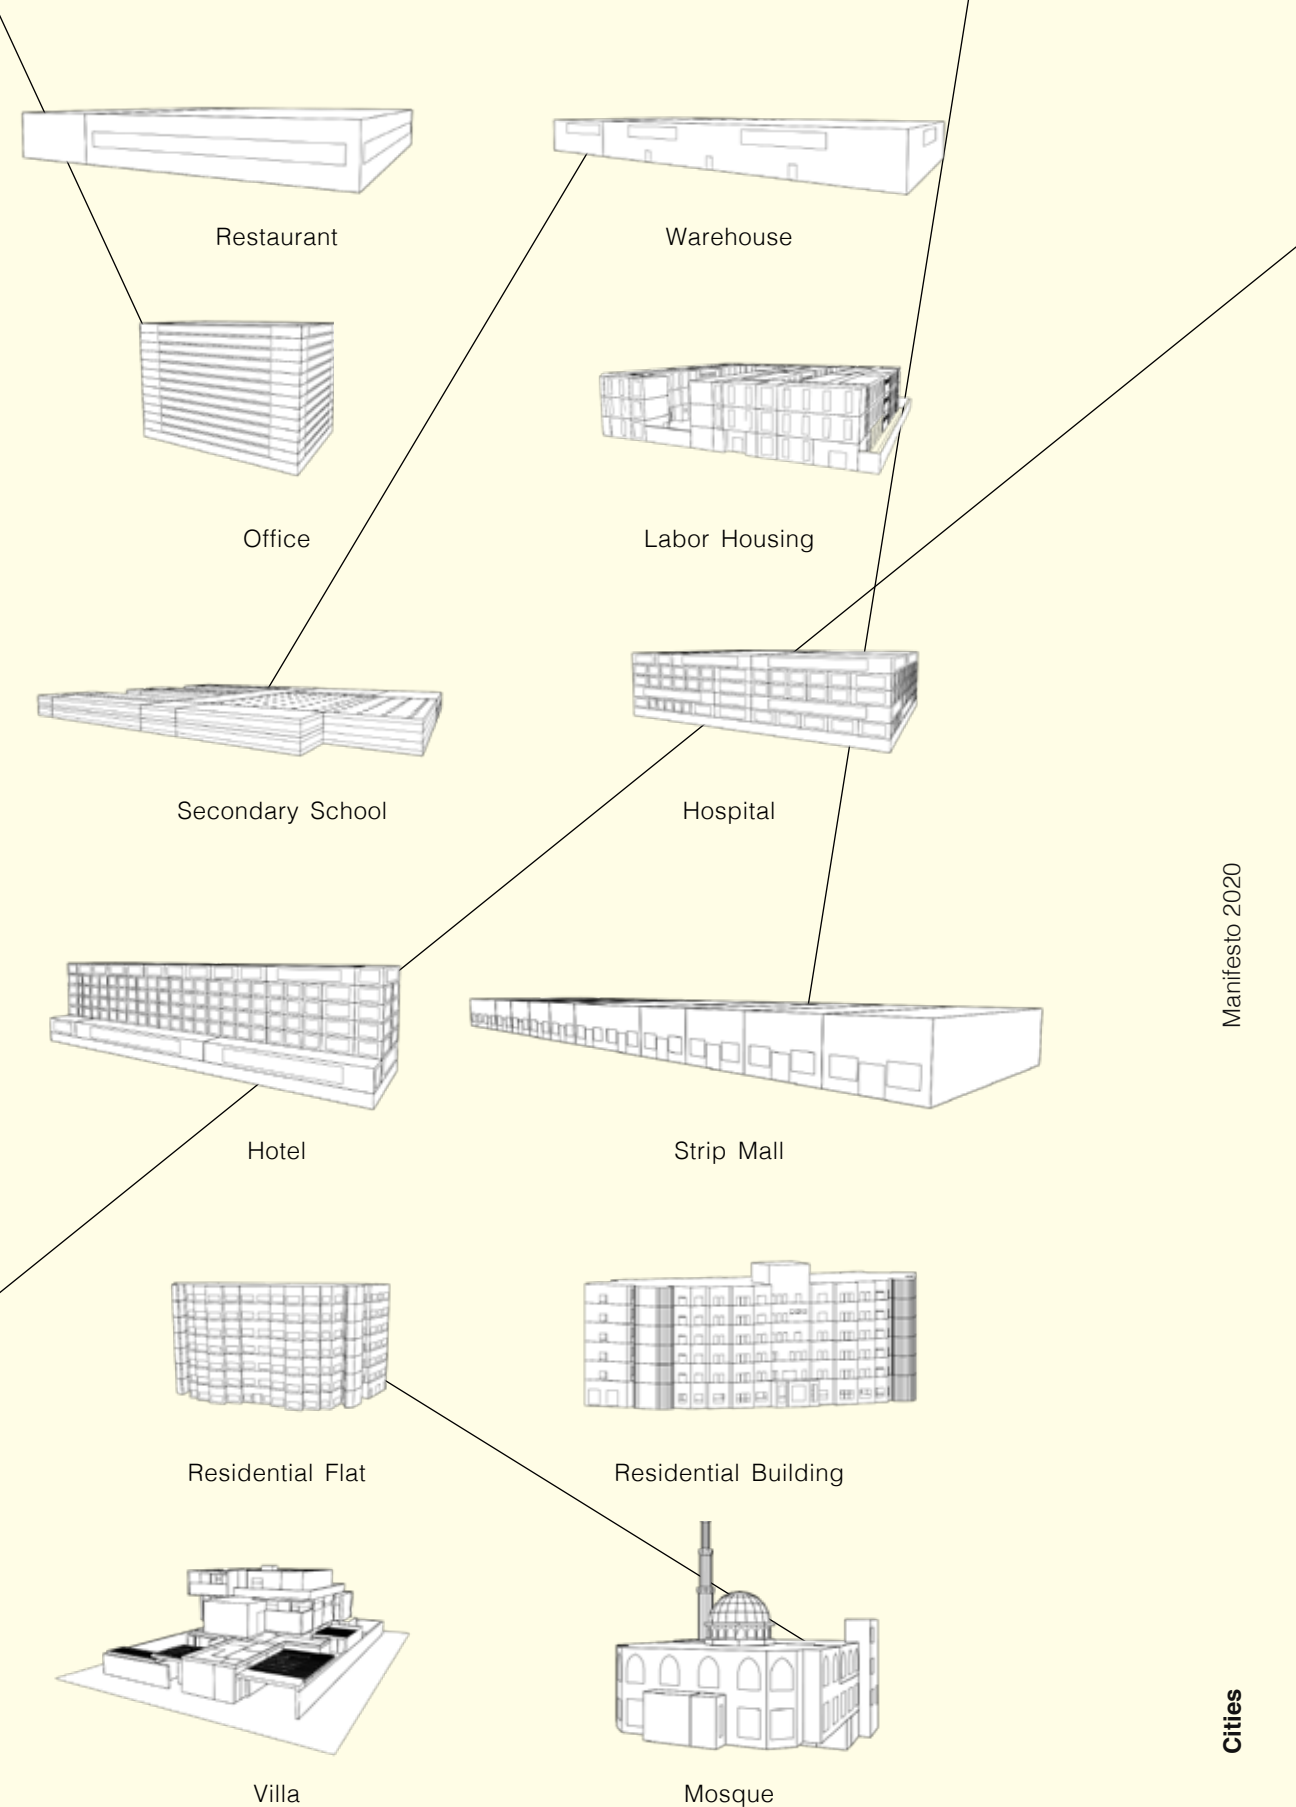 Restaurant
Warehouse
Office
Labor Housing
Secondary School
Hospital
Hotel
Strip Mall
Residential Flat
Residential Building
Villa
Mosque
Manifesto 2020
Cities